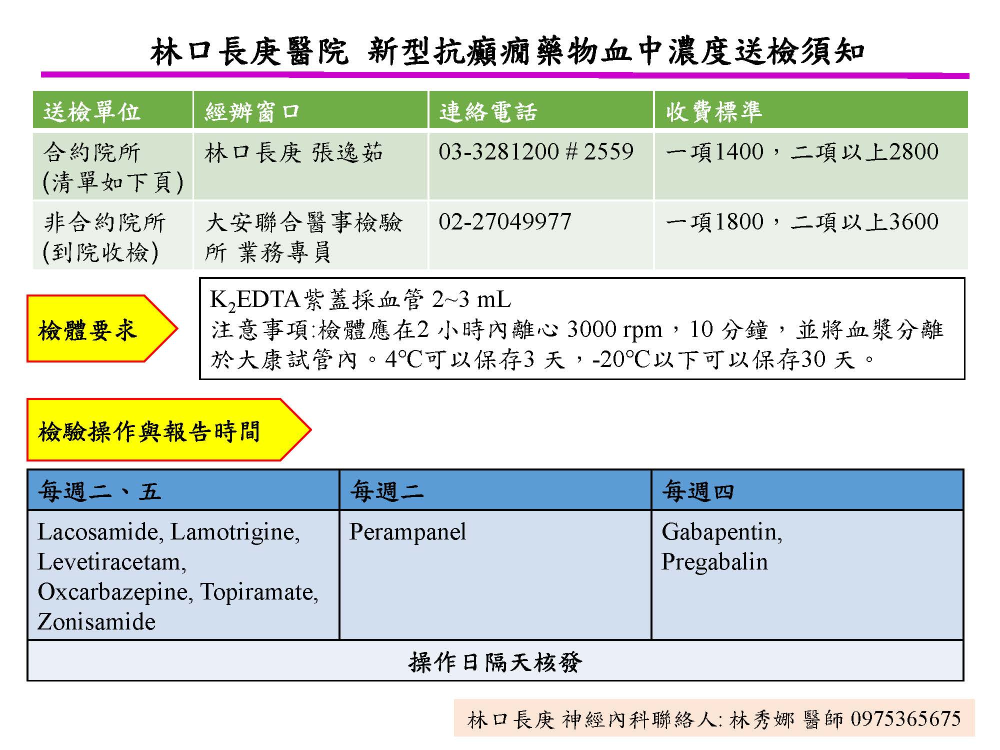 林口長庚醫院 新型抗癲癇藥物血中濃度送檢須知
送檢單位 經辦窗口 連絡電話 收費標準
合約院所 林口長庚 張逸茹 03-3281200 # 2559 一項1400，二項以上2800
(清單如下頁)
非合約院所 大安聯合醫事檢驗 02-27049977 一項1800，二項以上3600
(到院收檢) 所 業務專員
檢體要求
K₂EDTA紫蓋採血管 2~3 mL
注意事項:檢體應在2 小時內離心 3000 rpm，10 分鐘，並將血漿分離
於大康試管內。4℃可以保存3 天，-20℃以下可以保存30 天。
檢驗操作與報告時間
每週二、五 每週二 每週四
Lacosamide, Lamotrigine, Perampanel Gabapentin,
Levetiracetam, Pregabalin
Oxcarbazepine, Topiramate,
Zonisamide
操作日隔天核發
林口長庚 神經內科聯絡人: 林秀娜 醫師 0975365675